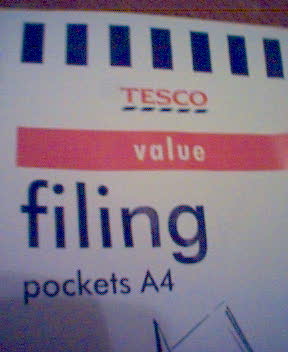 TESCO
value
filing
pockets A4